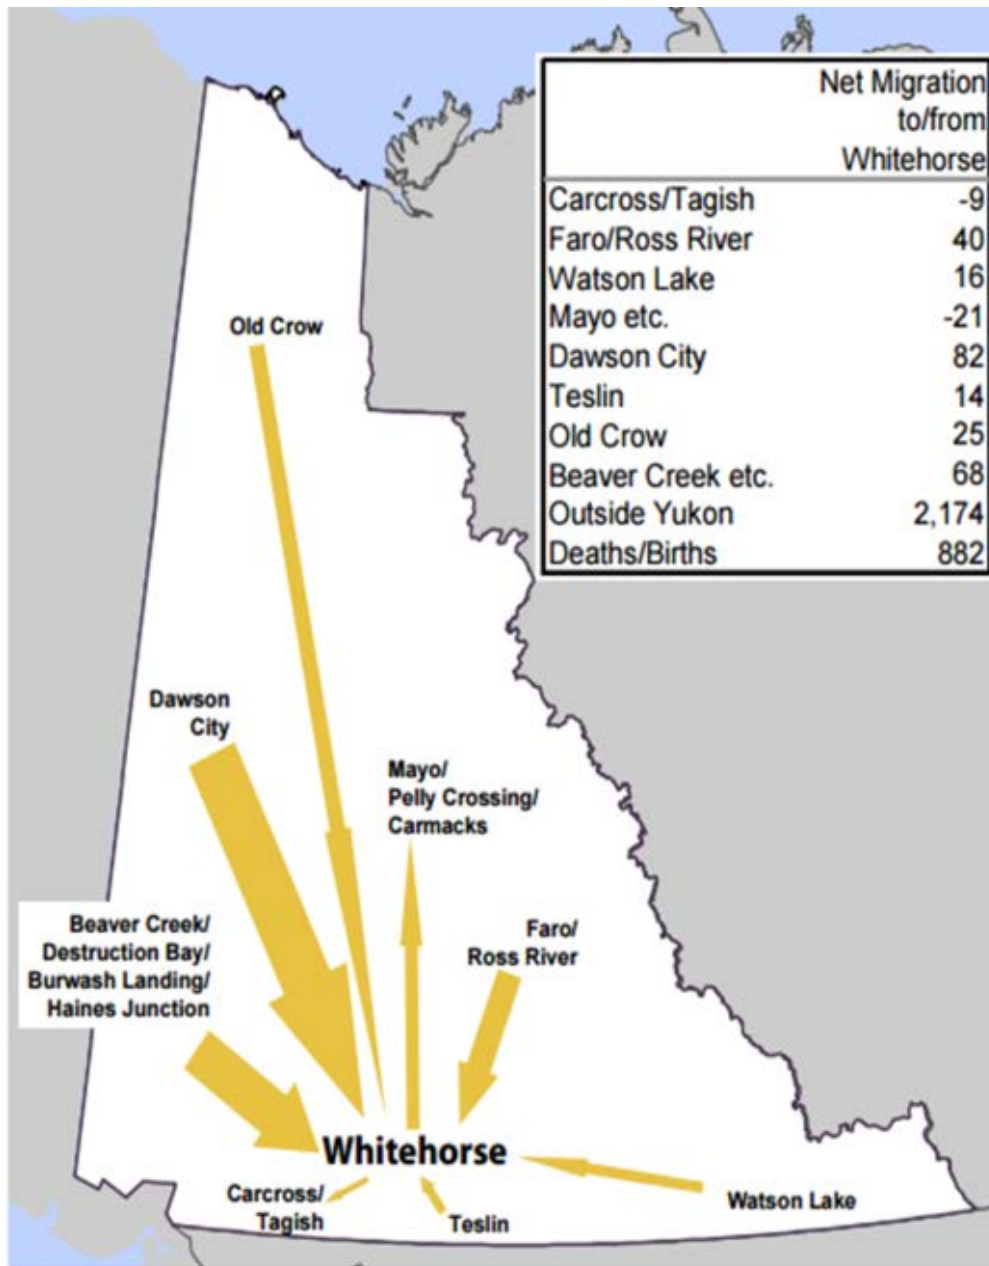 Net Migration
to/from
Whitehorse
Carcross/Tagish -9
Faro/Ross River 40
Watson Lake 16
Mayo etc. -21
Dawson City 82
Teslin 14
Old Crow 25
Beaver Creek etc. 68
Outside Yukon 2,174
Deaths/Births 882
Old Crow
Dawson
City
Mayo/
Pelly Crossing/
Carmacks
Beaver Creek/
Destruction Bay/
Burwash Landing/
Haines Junction
Faro/
Ross River
Whitehorse
Carcross/
Tagish
Teslin
Watson Lake